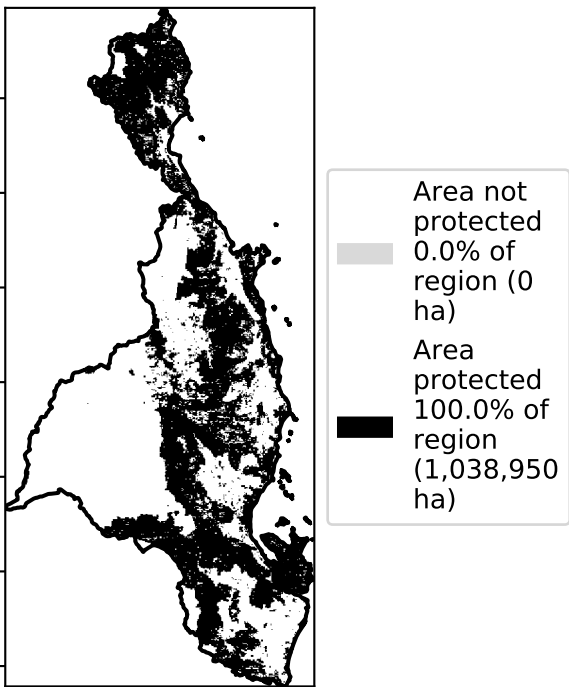 Area not
protected
0.0% of
region (0
ha)
Area
protected
100.0% of
region
(1,038,950
ha)